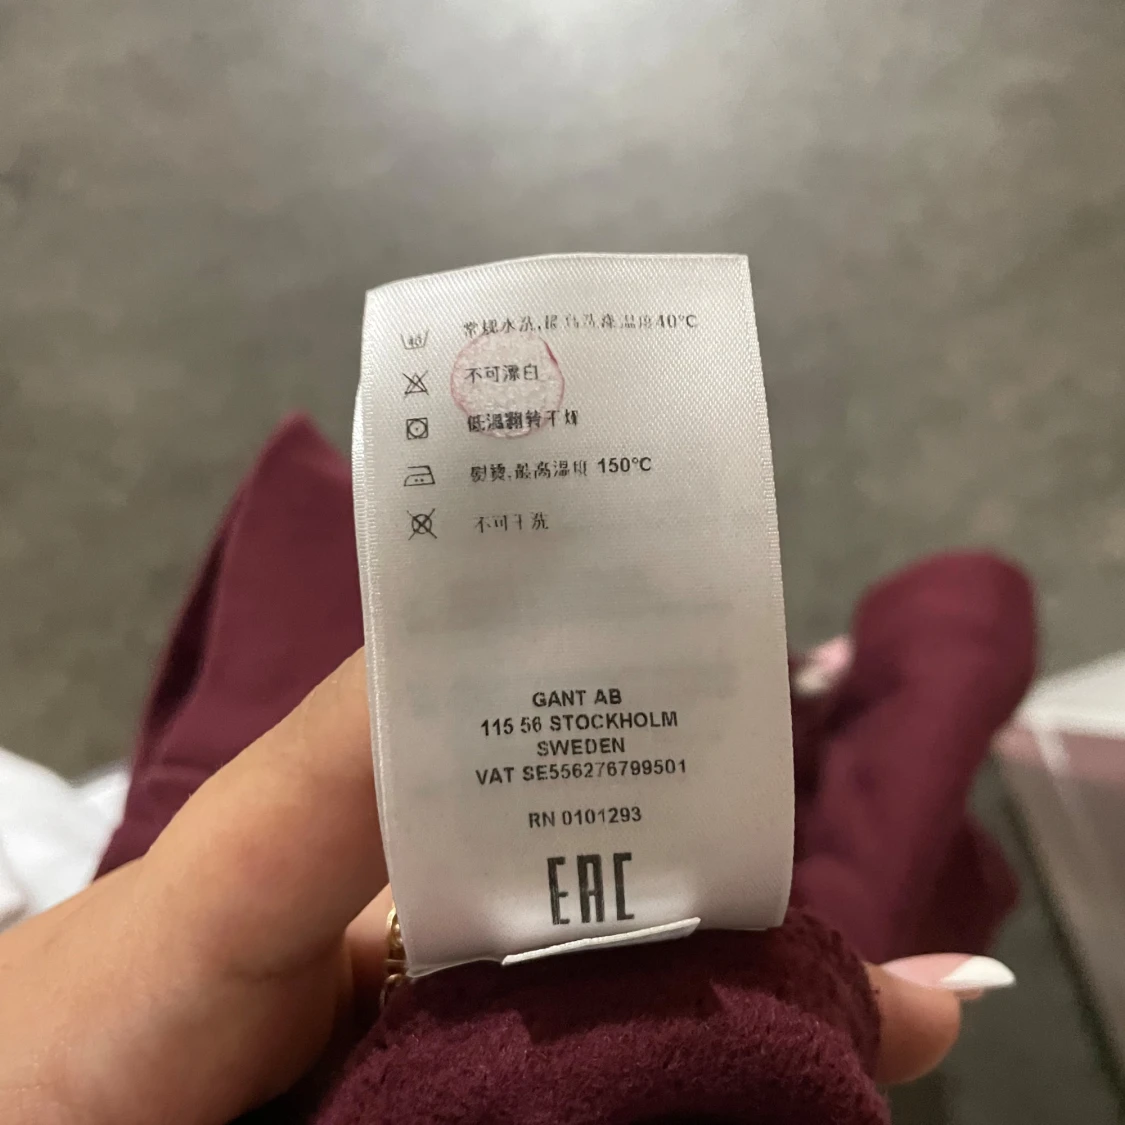 40
常规水洗,最高洗涤温度40°C
不可漂白
低温翻转干燥
熨烫,最高温度 150°C
不可干洗
GANT AB
115 56 STOCKHOLM
SWEDEN
VAT SE556276799501
RN 0101293
EAC